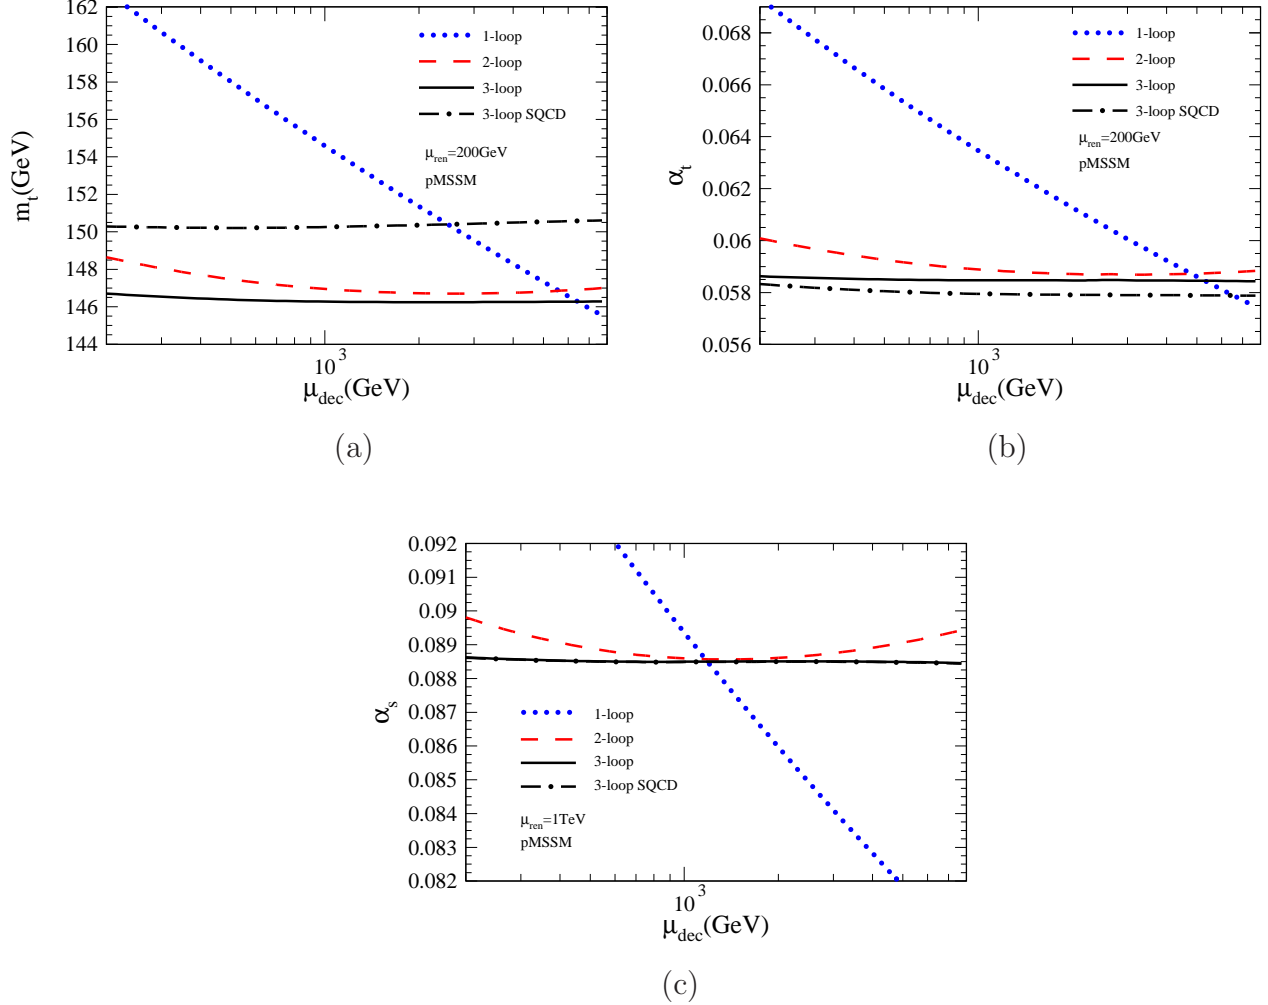 162
160
158
156
154
152
150
148
146
144
m_t(GeV)
1-loop
2-loop
3-loop
3-loop SQCD
μ_ren=200GeV
pMSSM
10^3
μ_dec(GeV)
(a)
0.068
0.066
0.064
0.062
0.06
0.058
0.056
α_t
1-loop
2-loop
3-loop
3-loop SQCD
μ_ren=200GeV
pMSSM
10^3
μ_dec(GeV)
(b)
0.092
0.091
0.09
0.089
0.088
0.087
0.086
0.085
0.084
0.083
0.082
α_s
1-loop
2-loop
3-loop
3-loop SQCD
μ_ren=1TeV
pMSSM
10^3
μ_dec(GeV)
(c)